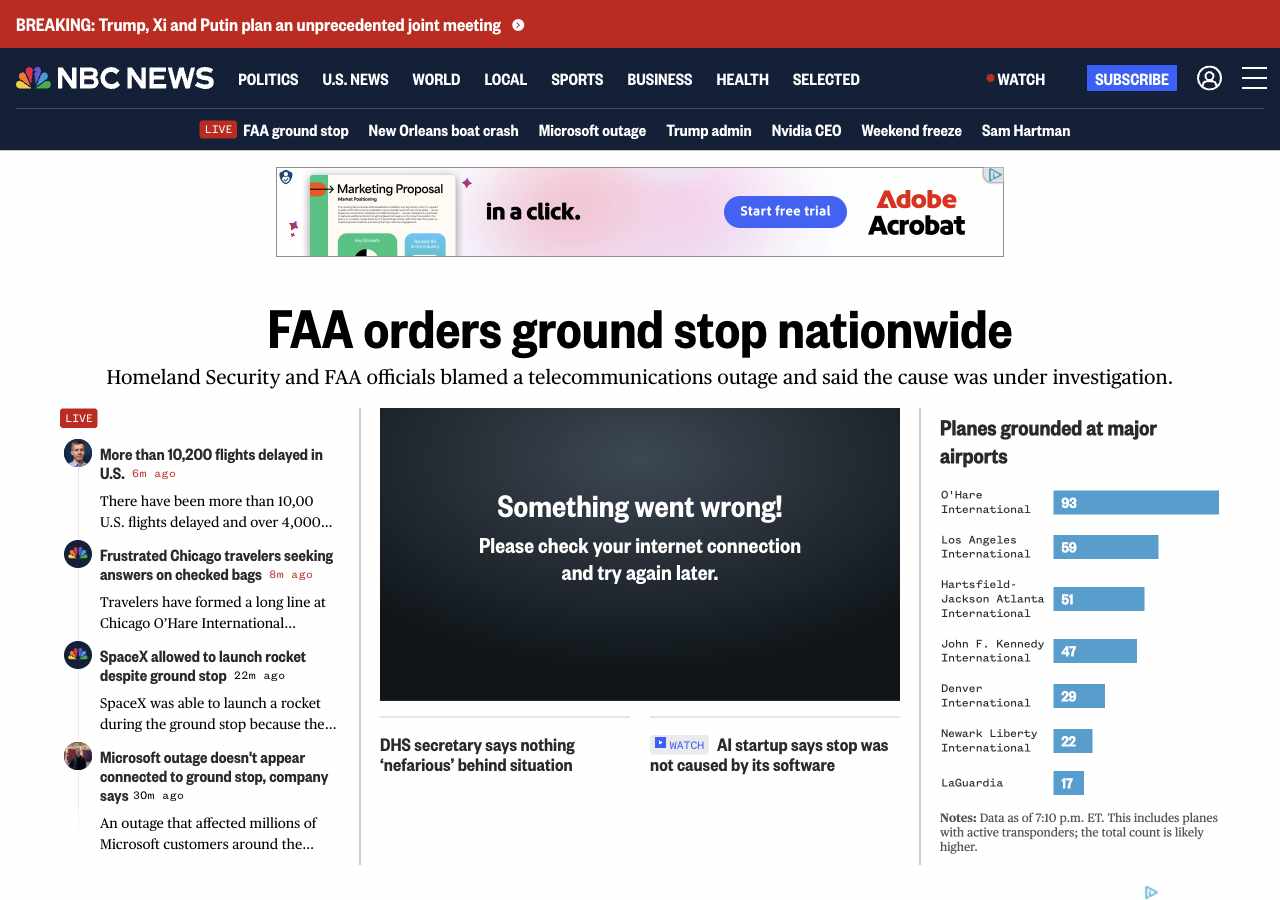 BREAKING: Trump, Xi and Putin plan an unprecedented joint meeting
NBC NEWS POLITICS U.S. NEWS WORLD LOCAL SPORTS BUSINESS HEALTH SELECTED WATCH SUBSCRIBE
LIVE FAA ground stop New Orleans boat crash Microsoft outage Trump admin Nvidia CEO Weekend freeze Sam Hartman
Marketing Proposal
Market Positioning
in a click.
Start free trial
Adobe
Acrobat
FAA orders ground stop nationwide
Homeland Security and FAA officials blamed a telecommunications outage and said the cause was under investigation.
LIVE
More than 10,200 flights delayed in
U.S. 6m ago
There have been more than 10,00
U.S. flights delayed and over 4,000...
Frustrated Chicago travelers seeking
answers on checked bags 8m ago
Travelers have formed a long line at
Chicago O'Hare International...
SpaceX allowed to launch rocket
despite ground stop 22m ago
SpaceX was able to launch a rocket
during the ground stop because the...
Microsoft outage doesn't appear
connected to ground stop, company
says 30m ago
An outage that affected millions of
Microsoft customers around the...
Something went wrong!
Please check your internet connection
and try again later.
DHS secretary says nothing
‘nefarious’ behind situation
WATCH AI startup says stop was
not caused by its software
Planes grounded at major
airports
O'Hare
International
93
Los Angeles
International
59
Hartsfield-
Jackson Atlanta
International
51
John F. Kennedy
International
47
Denver
International
29
Newark Liberty
International
22
LaGuardia
17
Notes: Data as of 7:10 p.m. ET. This includes planes
with active transponders; the total count is likely
higher.